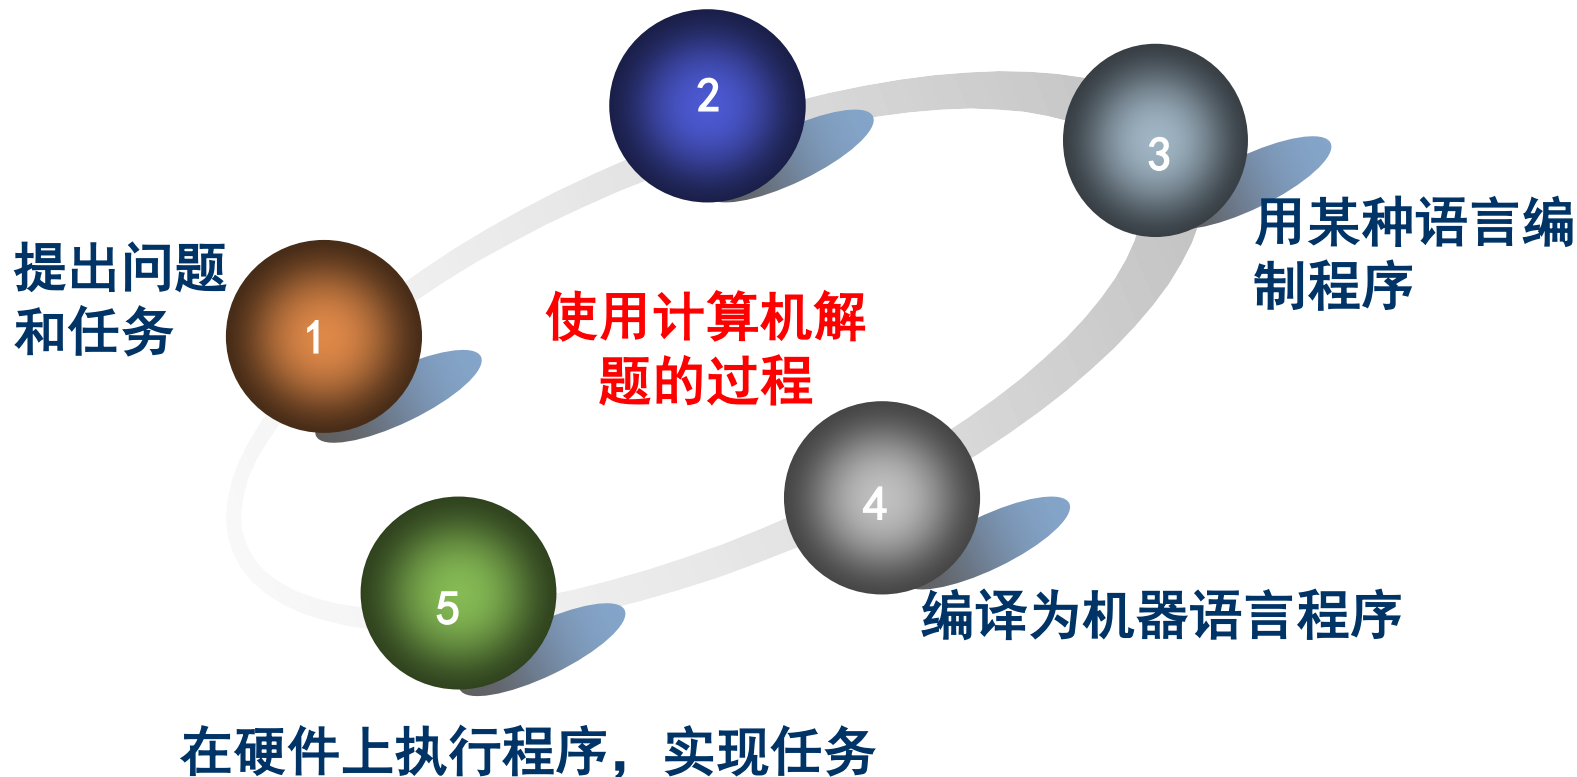 2
3
用某种语言编
制程序
提出问题
和任务
1
使用计算机解
题的过程
4
编译为机器语言程序
5
在硬件上执行程序，实现任务